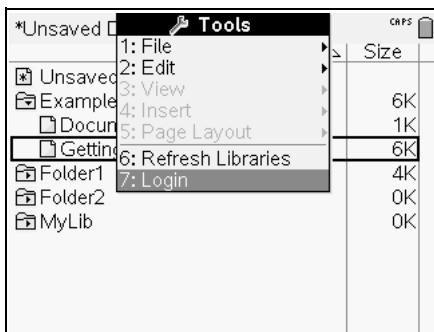 *Unsaved D
Tools
CAPS
Size
1: File
2: Edit
3: View
4: Insert
5: Page Layout
6: Refresh Libraries
7: Login
Unsaved
Example 6K
Docum 1K
Getting 6K
Folder1 4K
Folder2 0K
MyLib 0K